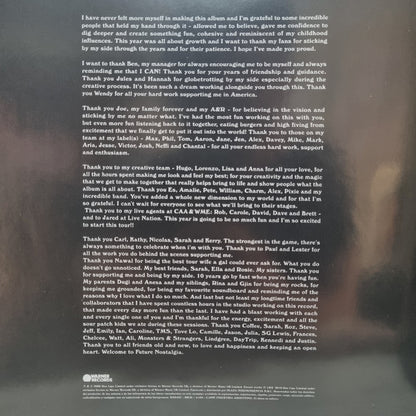 I have never felt more myself in making this album and I'm grateful to some incredible
people that held my hand through it - allowed me to believe, gave me confidence to
dig deeper and create something fun, cohesive and reminiscent of my childhood
influences. This year was all about growth and I want to thank my fans for sticking
by my side through the years and for their patience. I hope I've made you proud.
I want to thank Ben, my manager for always encouraging me to be myself and always
reminding me that I CAN! Thank you for your years of friendship and guidance.
Thank you Jules and Hannah for globetrotting by my side especially during the
creative process. It's been such a dream working alongside you through this. Thank
you Wendy for all your hard work support me in America.
Thank you Joe, my family forever and my A&R - for believing in the vision and
sticking by me no matter what. I've had the most fun working on this with you,
but even more fun listening back to it together, eating burgers and high living from
excitement that we finally get to put it out into the world! Thank you to those on my
team at my label(s) - Max, Phil, Tom, Aaron, Jane, Jen, Alex, Davey, Mike, Mark,
Aria, Jesse, Victor, Josh, Neffi and Chantal - for all your endless hard work, support
and enthusiasm.
Thank you to my creative team - Hugo, Lorenzo, Lisa and Anna for all your love, for
all the hours spent making me look and feel my best; for your creativity and the magic
that we get to make together that really helps bring to life and show people what the
album is all about. Thank you Ed, Amalie, Pete, William, Charm, Alex, Pixie and my
incredible band. You've added a whole new dimension to my world and for that I'm
so grateful. I can't wait for everyone to see what we'll bring to their stages.
Thank you to my live agents at CAA & WME: Rob, Carole, David, Dave and Brett -
and to Jared at Live Nation. This year is going to be so much fun and I'm so excited
to start this tour!!
Thank you Carl, Kathy, Nicolas, Sarah and Kerry. The strongest in the game, there's
always something to celebrate when i'm with you. Thank you to Paul and Lester for
all the work you do behind the scenes supporting me.
Thank you Nawal for being the best tour wife a gal could ever ask for. What you do
doesn't go unnoticed. My best friends, Sarah, Ella and Rosie. My sisters. Thank you
for supporting me and being by my side. 10 years go by fast when you're having fun.
My parents Dugi and Anesa and my siblings, Rina and Gjin for being my rocks, for
keeping me grounded, for being my favourite soundboard and reminding me of the
reasons why I love what I do so much. And last but not least my longtime friends and
collaborators that I have spent countless hours in the studio working on this record,
that made every day more fun than the last. I have had a blast working with each
and every single one of you and I'm thankful for the energy, excitement and all the
sour patch kids we ate during these sessions. Thank you Coffee, Sarah, Koz, Steve,
Jeff, Emily, Ian, Caroline, TMS, Tove Lo, Camille, Jason, Julia, SG Lewis, Frances,
Chelcee, Watt, Ali, Monsters & Strangerz, Lindgren, DayTrip, Kennedi and Justin.
Thank you to all friends old and new, to love and happiness and keeping an open
heart. Welcome to Future Nostalgia.
WARNER
RECORDS